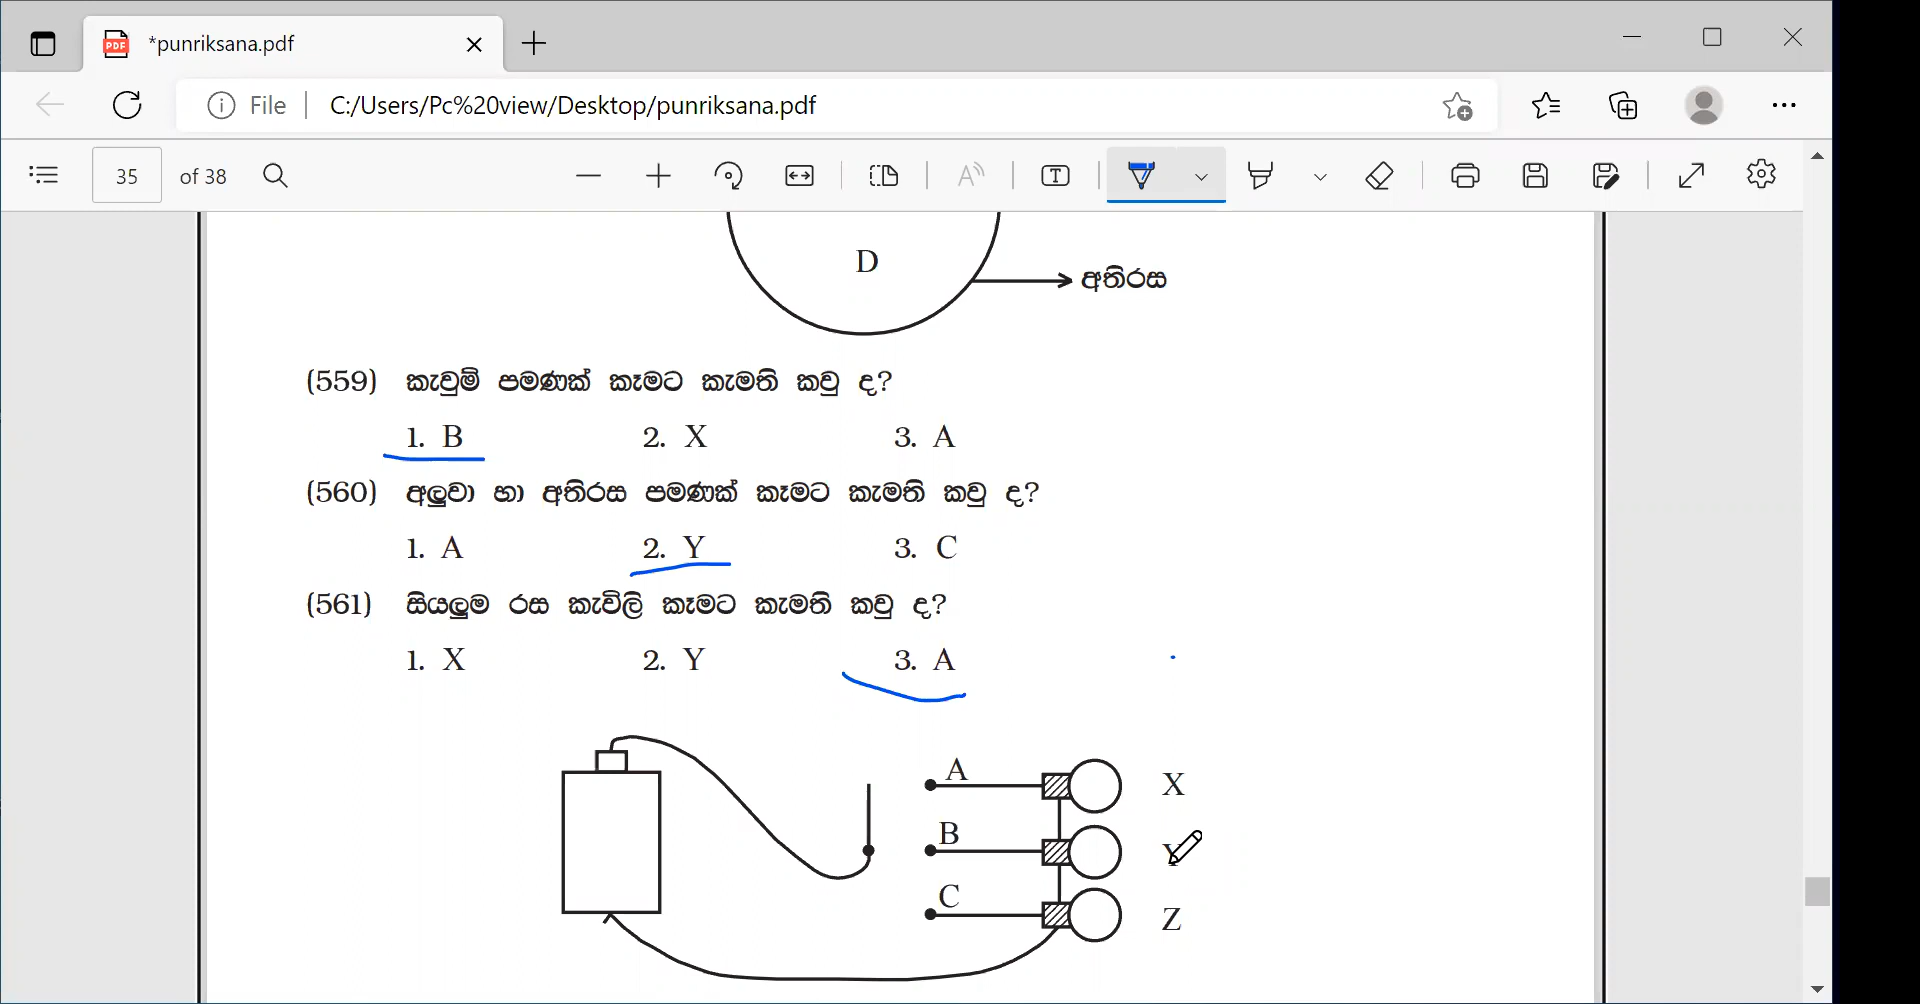 *punriksana.pdf
File C:/Users/Pc%20view/Desktop/punriksana.pdf
35 of 38
D
අතිරස
(559) කැවුම් පමණක් කෑමට කැමති කවු ද?
1. B 2. X 3. A
(560) අලුවා හා අතිරස පමණක් කෑමට කැමති කවු ද?
1. A 2. Y 3. C
(561) සියලුම රස කැවිලි කෑමට කැමති කවු ද?
1. X 2. Y 3. A
A X
B Y
C Z